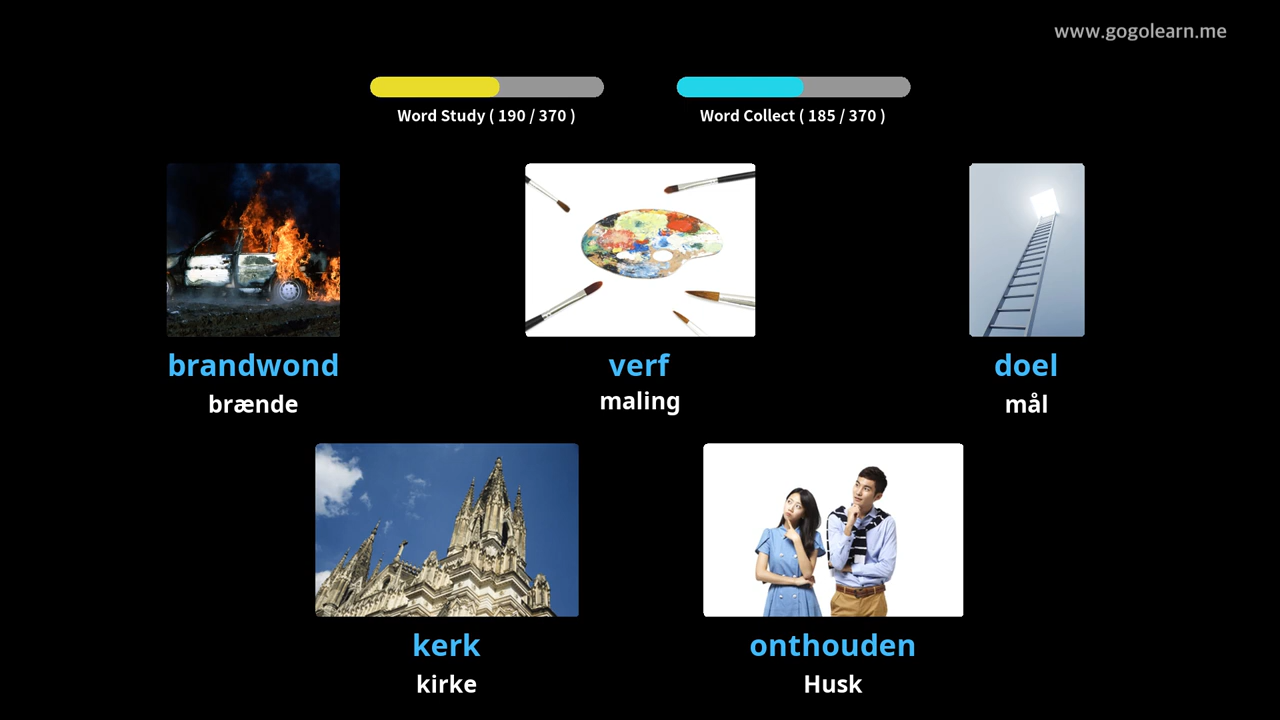 www.gogolearn.me
Word Study ( 190 / 370 )
Word Collect ( 185 / 370 )
brandwond
brænde
verf
maling
doel
mål
kerk
kirke
onthouden
Husk